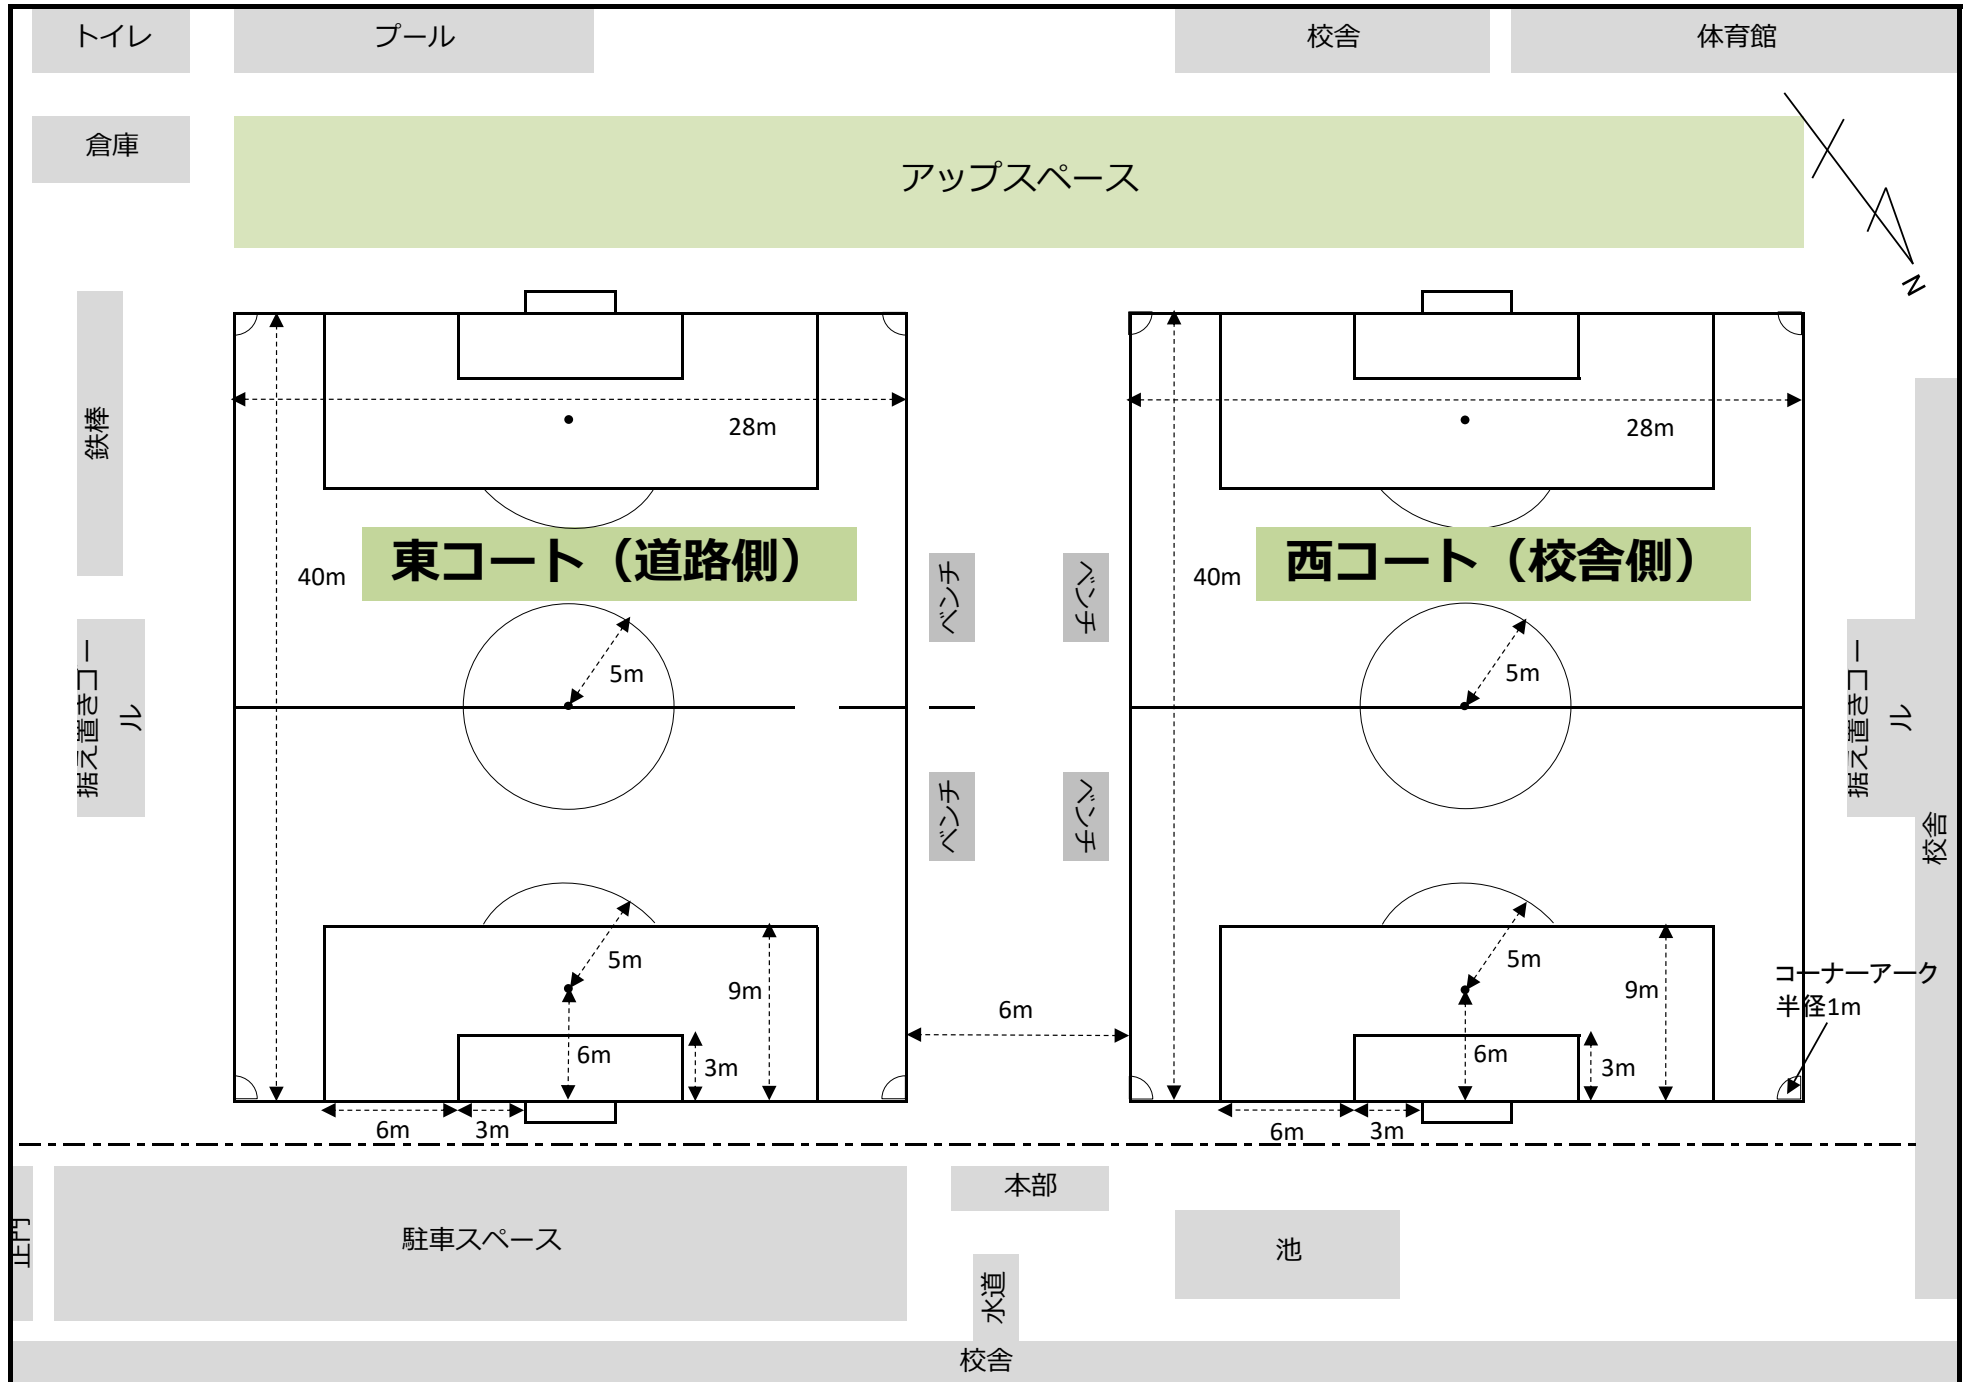 トイレ
プール
校舎
体育館
倉庫
アップスペース
N
鉄棒
28m
28m
東コート（道路側）
西コート（校舎側）
40m
40m
ベンチ
ベンチ
5m
5m
据え置きゴー
ル
据え置きゴー
ル
ベンチ
ベンチ
校舎
5m
5m
9m
9m
コーナーアーク
半径1m
6m
6m
3m
6m
3m
6m
3m
6m
3m
本部
正門
駐車スペース
池
水道
校舎